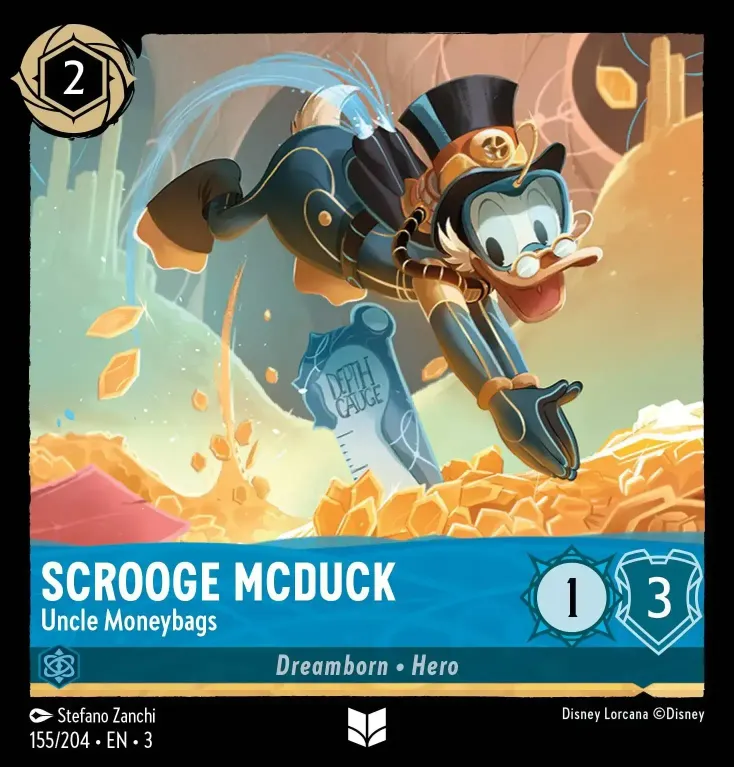 2
DEPTH
GAUGE
SCROOGE MCDUCK
Uncle Moneybags
1
3
Dreamborn • Hero
Stefano Zanchi
Disney Lorcana ©Disney
155/204 • EN • 3